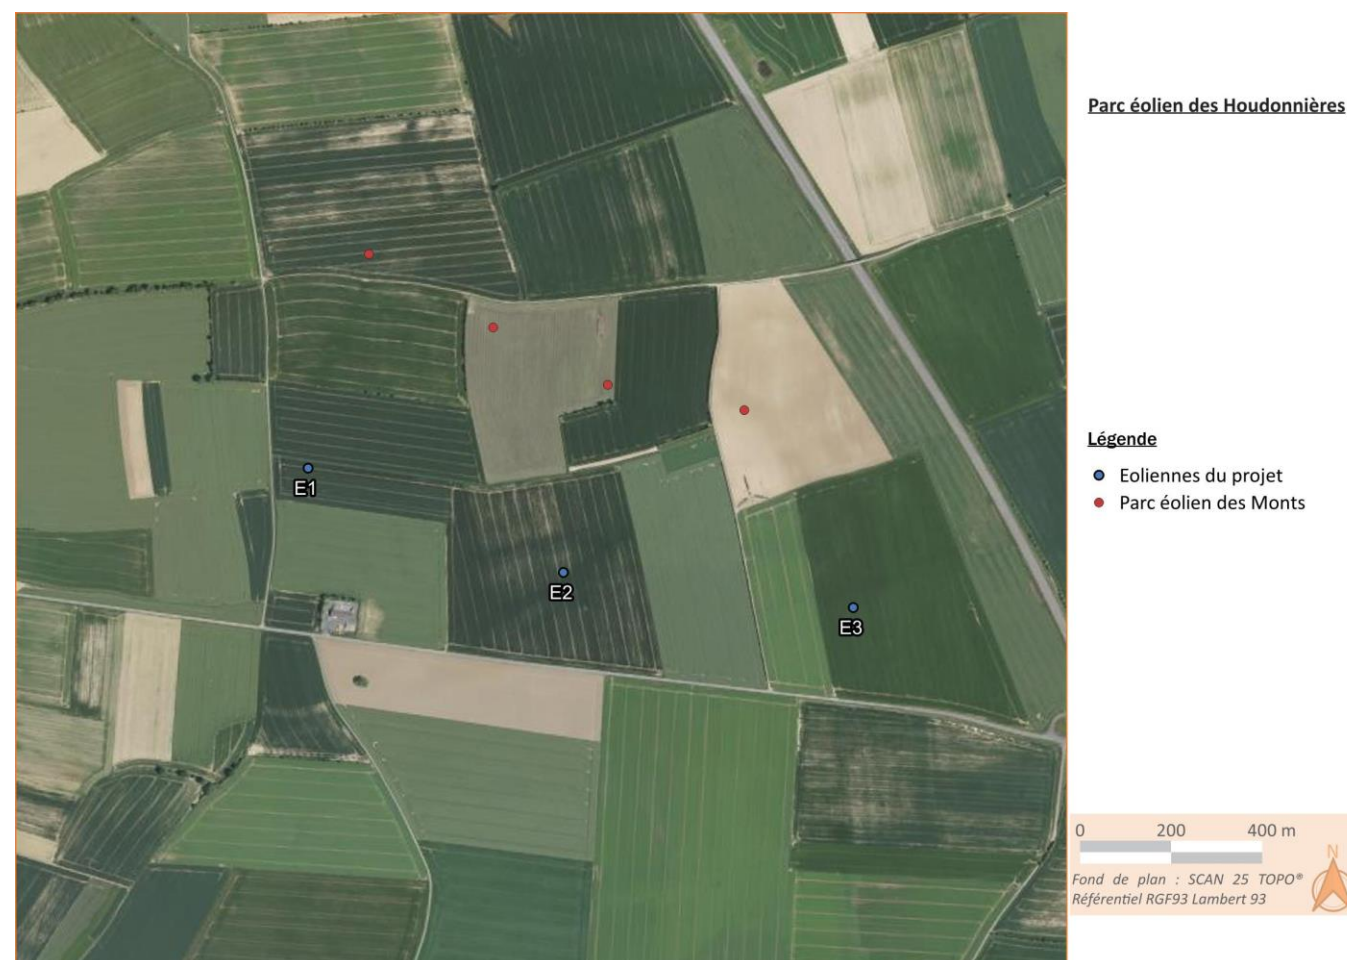 Parc éolien des Houdonnières
Légende
Eoliennes du projet
Parc éolien des Monts
E1
E2
E3
0 200 400 m
Fond de plan : SCAN 25 TOPO®
Référentiel RGF93 Lambert 93
N